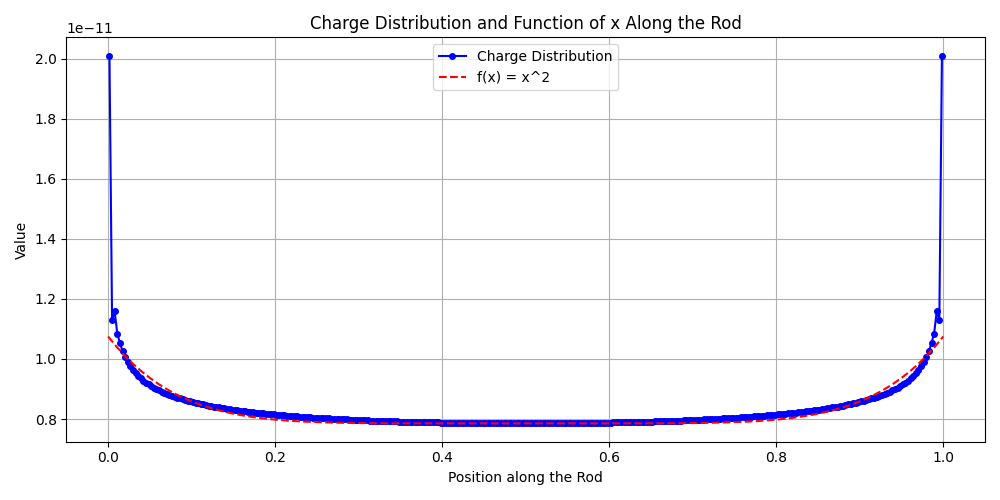 Charge Distribution and Function of x Along the Rod
1e−11
Charge Distribution
f(x) = x^2
2.0
1.8
1.6
1.4
1.2
1.0
0.8
Value
0.0 0.2 0.4 0.6 0.8 1.0
Position along the Rod